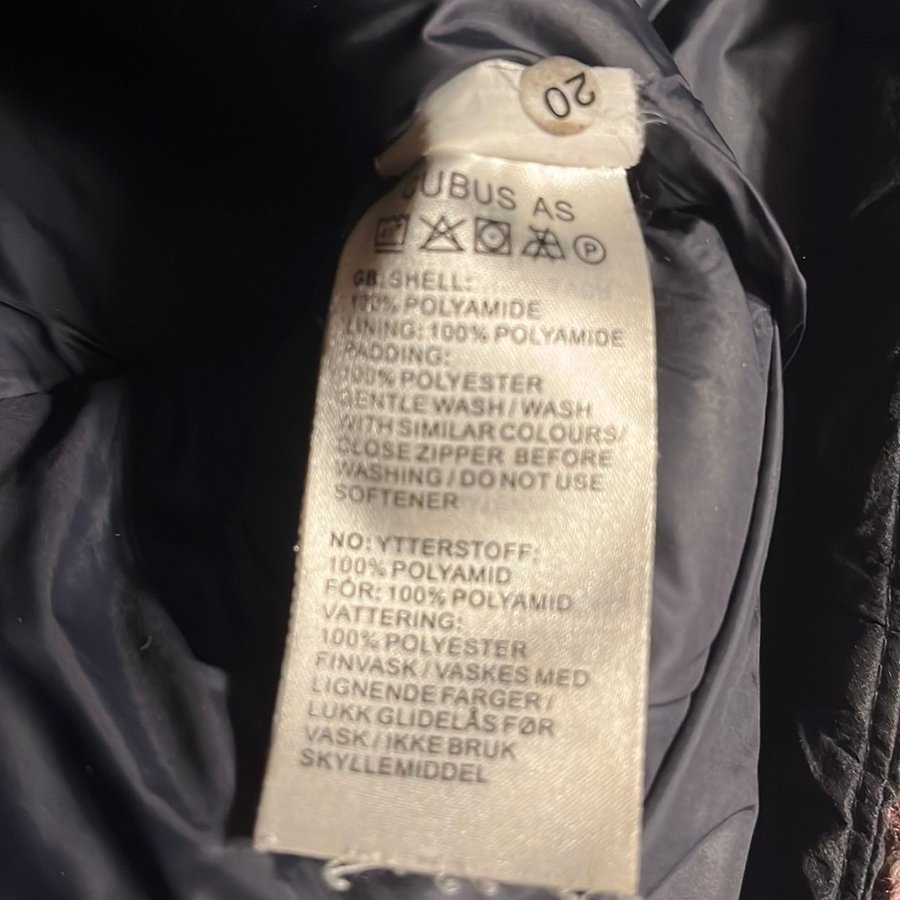 20
CUBUS AS
P
GB: SHELL:
100% POLYAMIDE
LINING: 100% POLYAMIDE
PADDING:
100% POLYESTER
GENTLE WASH / WASH
WITH SIMILAR COLOURS/
CLOSE ZIPPER BEFORE
WASHING / DO NOT USE
SOFTENER
NO: YTTERSTOFF:
100% POLYAMID
FÓR: 100% POLYAMID
VATTERING:
100% POLYESTER
FINVASK / VASKES MED
LIGNENDE FARGER /
LUKK GLIDELÅS FØR
VASK / IKKE BRUK
SKYLLEMIDDEL